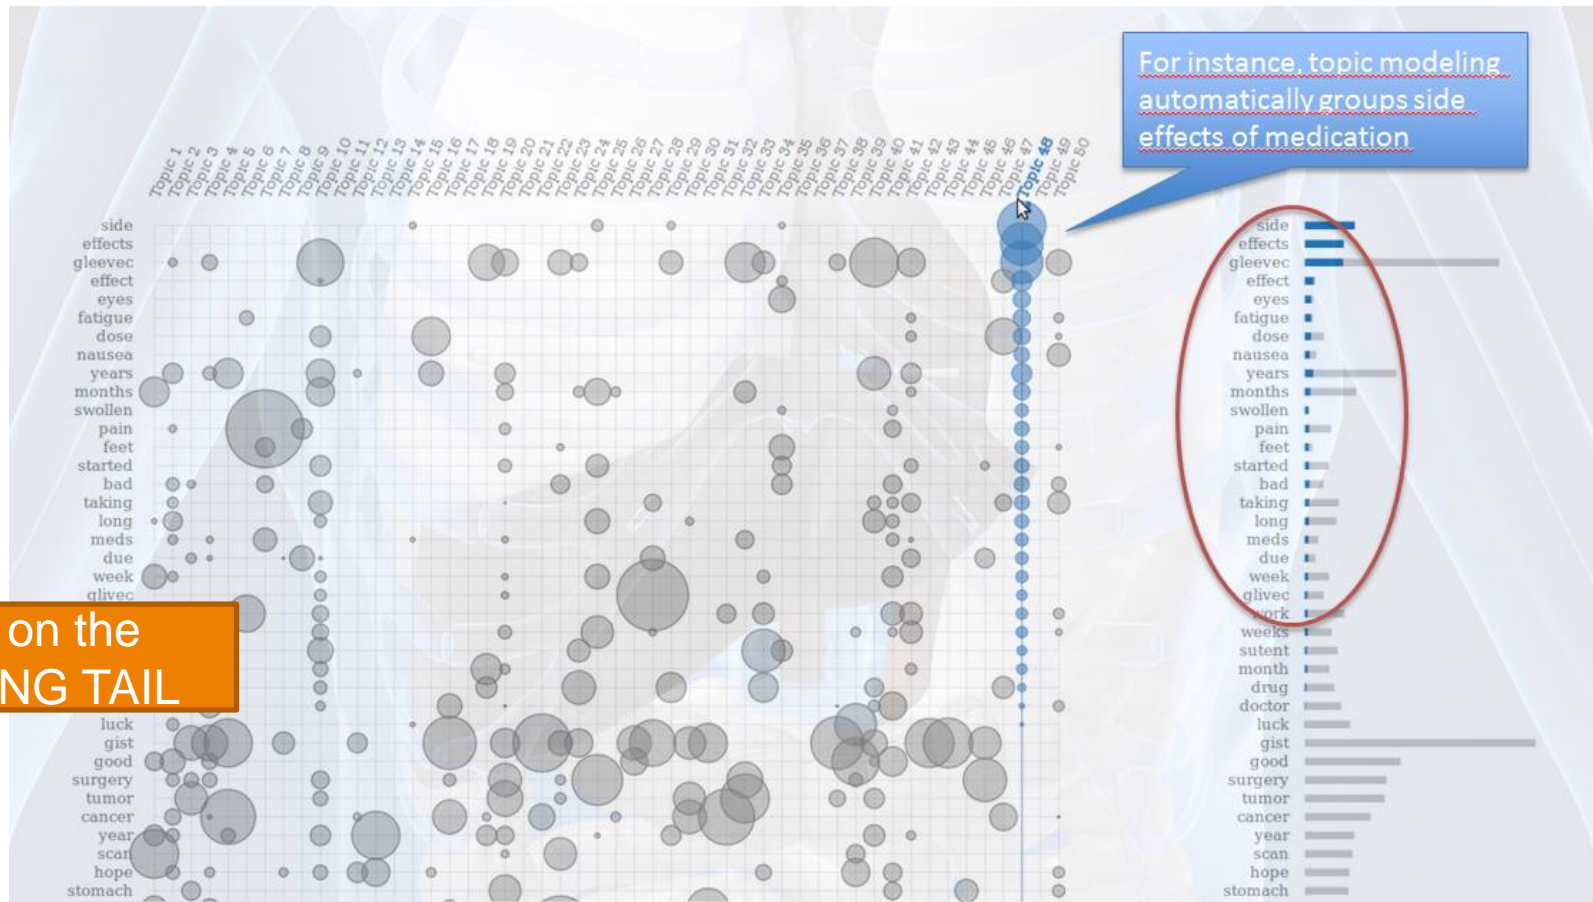 For instance, topic modeling
automatically groups side
effects of medication
Topic 1
Topic 2
Topic 3
Topic 4
Topic 5
Topic 6
Topic 7
Topic 8
Topic 9
Topic 10
Topic 11
Topic 12
Topic 13
Topic 14
Topic 15
Topic 16
Topic 17
Topic 18
Topic 19
Topic 20
Topic 21
Topic 22
Topic 23
Topic 24
Topic 25
Topic 26
Topic 27
Topic 28
Topic 29
Topic 30
Topic 31
Topic 32
Topic 33
Topic 34
Topic 35
Topic 36
Topic 37
Topic 38
Topic 39
Topic 40
Topic 41
Topic 42
Topic 43
Topic 44
Topic 45
Topic 46
Topic 47
Topic 48
Topic 49
Topic 50
side
effects
gleevec
effect
eyes
fatigue
dose
nausea
years
months
swollen
pain
feet
started
bad
taking
long
meds
due
week
glivec
on the
NG TAIL
luck
gist
good
surgery
tumor
cancer
year
scan
hope
stomach
side
effects
gleevec
effect
eyes
fatigue
dose
nausea
years
months
swollen
pain
feet
started
bad
taking
long
meds
due
week
glivec
work
weeks
sutent
month
drug
doctor
luck
gist
good
surgery
tumor
cancer
year
scan
hope
stomach